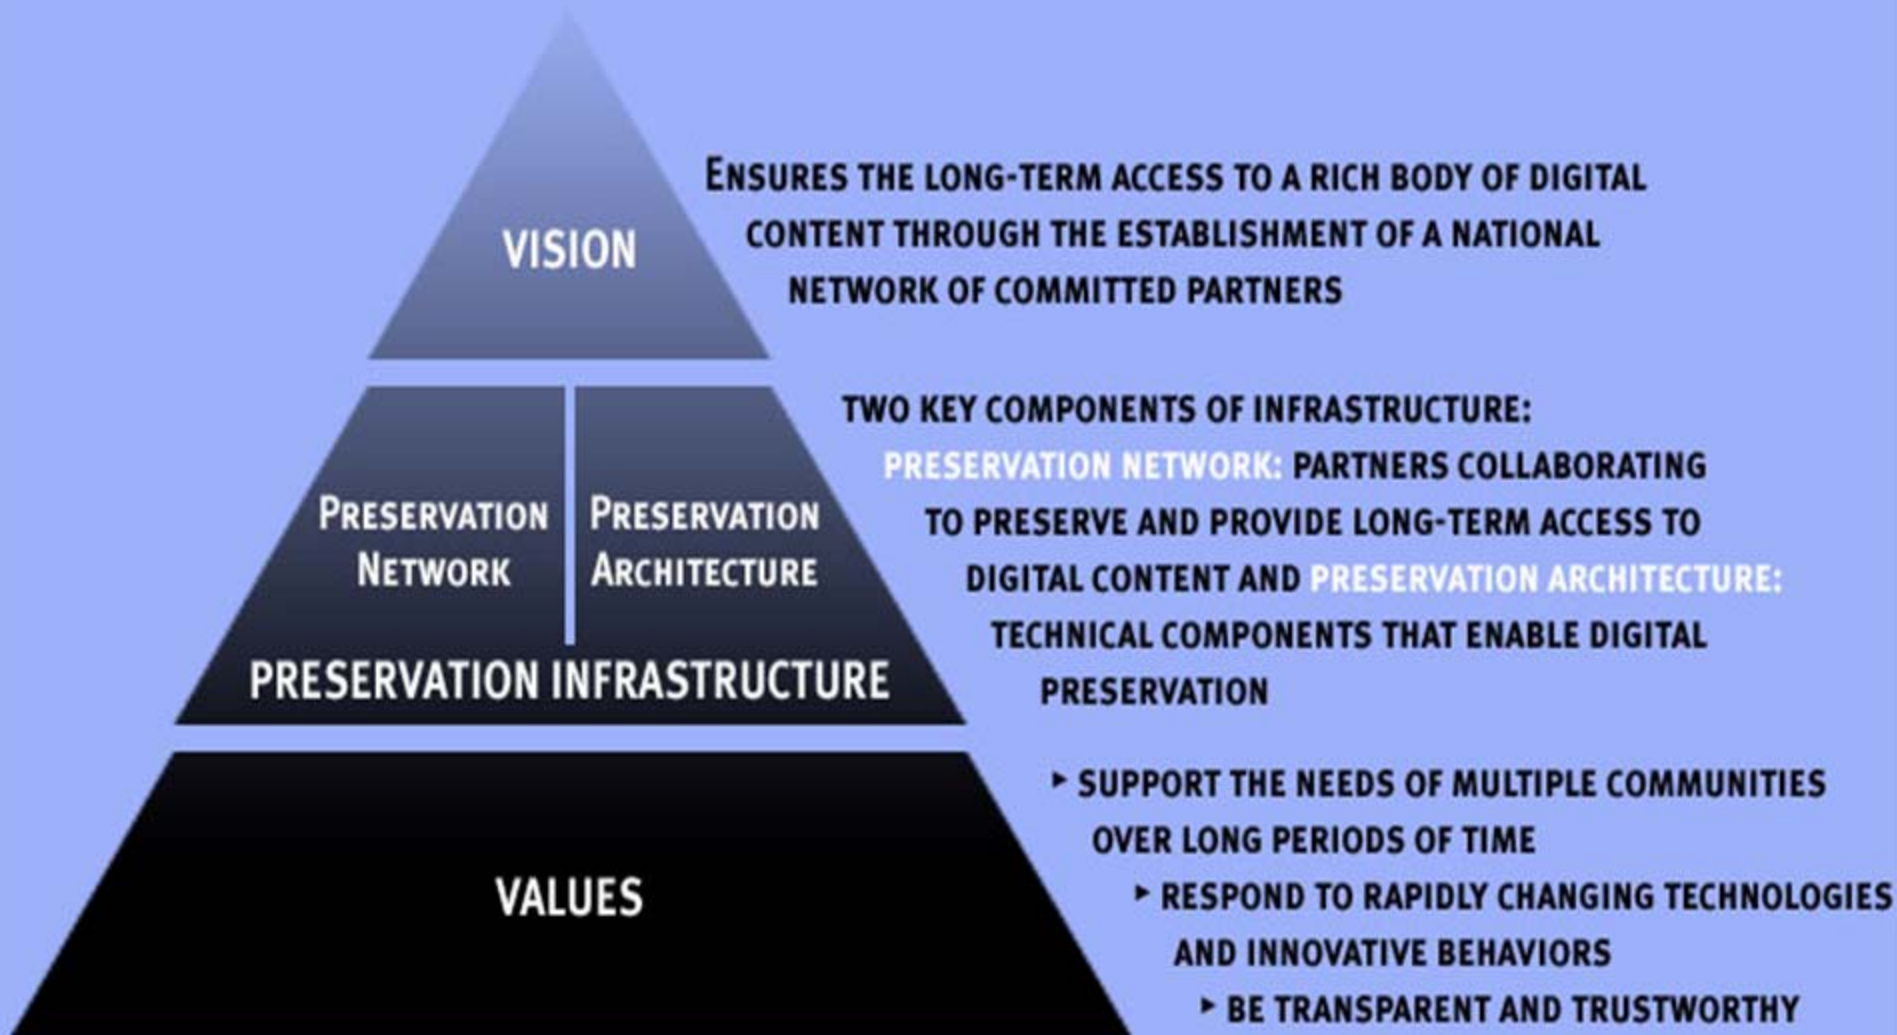 VISION
ENSURES THE LONG-TERM ACCESS TO A RICH BODY OF DIGITAL
CONTENT THROUGH THE ESTABLISHMENT OF A NATIONAL
NETWORK OF COMMITTED PARTNERS
PRESERVATION
NETWORK
PRESERVATION
ARCHITECTURE
PRESERVATION INFRASTRUCTURE
TWO KEY COMPONENTS OF INFRASTRUCTURE:
PRESERVATION NETWORK: PARTNERS COLLABORATING
TO PRESERVE AND PROVIDE LONG-TERM ACCESS TO
DIGITAL CONTENT AND PRESERVATION ARCHITECTURE:
TECHNICAL COMPONENTS THAT ENABLE DIGITAL
PRESERVATION
VALUES
‣ SUPPORT THE NEEDS OF MULTIPLE COMMUNITIES
OVER LONG PERIODS OF TIME
‣ RESPOND TO RAPIDLY CHANGING TECHNOLOGIES
AND INNOVATIVE BEHAVIORS
‣ BE TRANSPARENT AND TRUSTWORTHY